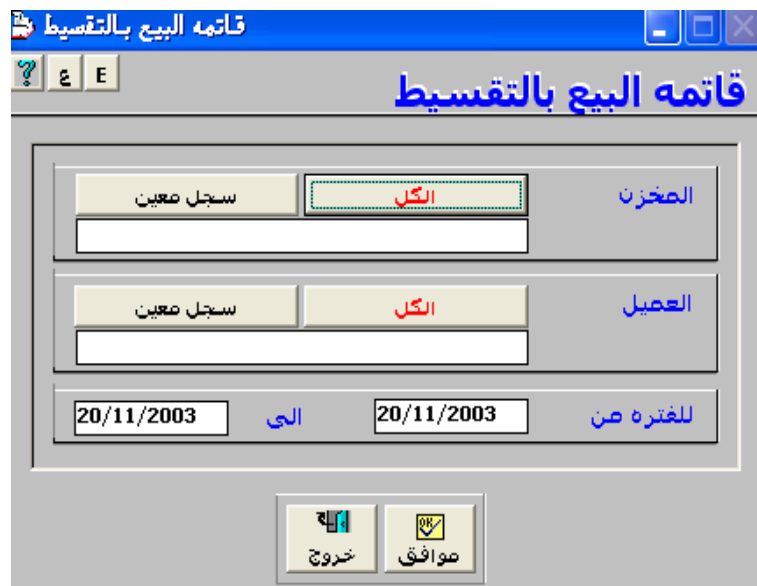 قائمه البيع بالتقسيط
? ع E
قائمه البيع بالتقسيط
المخزن الكل سجل معين
العميل الكل سجل معين
للفتره من 20/11/2003 الى 20/11/2003
OK
موافق خروج